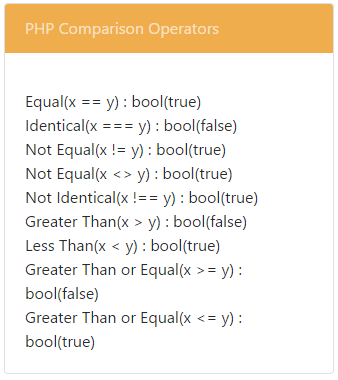 PHP Comparison Operators
Equal(x == y) : bool(true)
Identical(x === y) : bool(false)
Not Equal(x != y) : bool(true)
Not Equal(x <> y) : bool(true)
Not Identical(x !== y) : bool(true)
Greater Than(x > y) : bool(false)
Less Than(x < y) : bool(true)
Greater Than or Equal(x >= y) :
bool(false)
Greater Than or Equal(x <= y) :
bool(true)